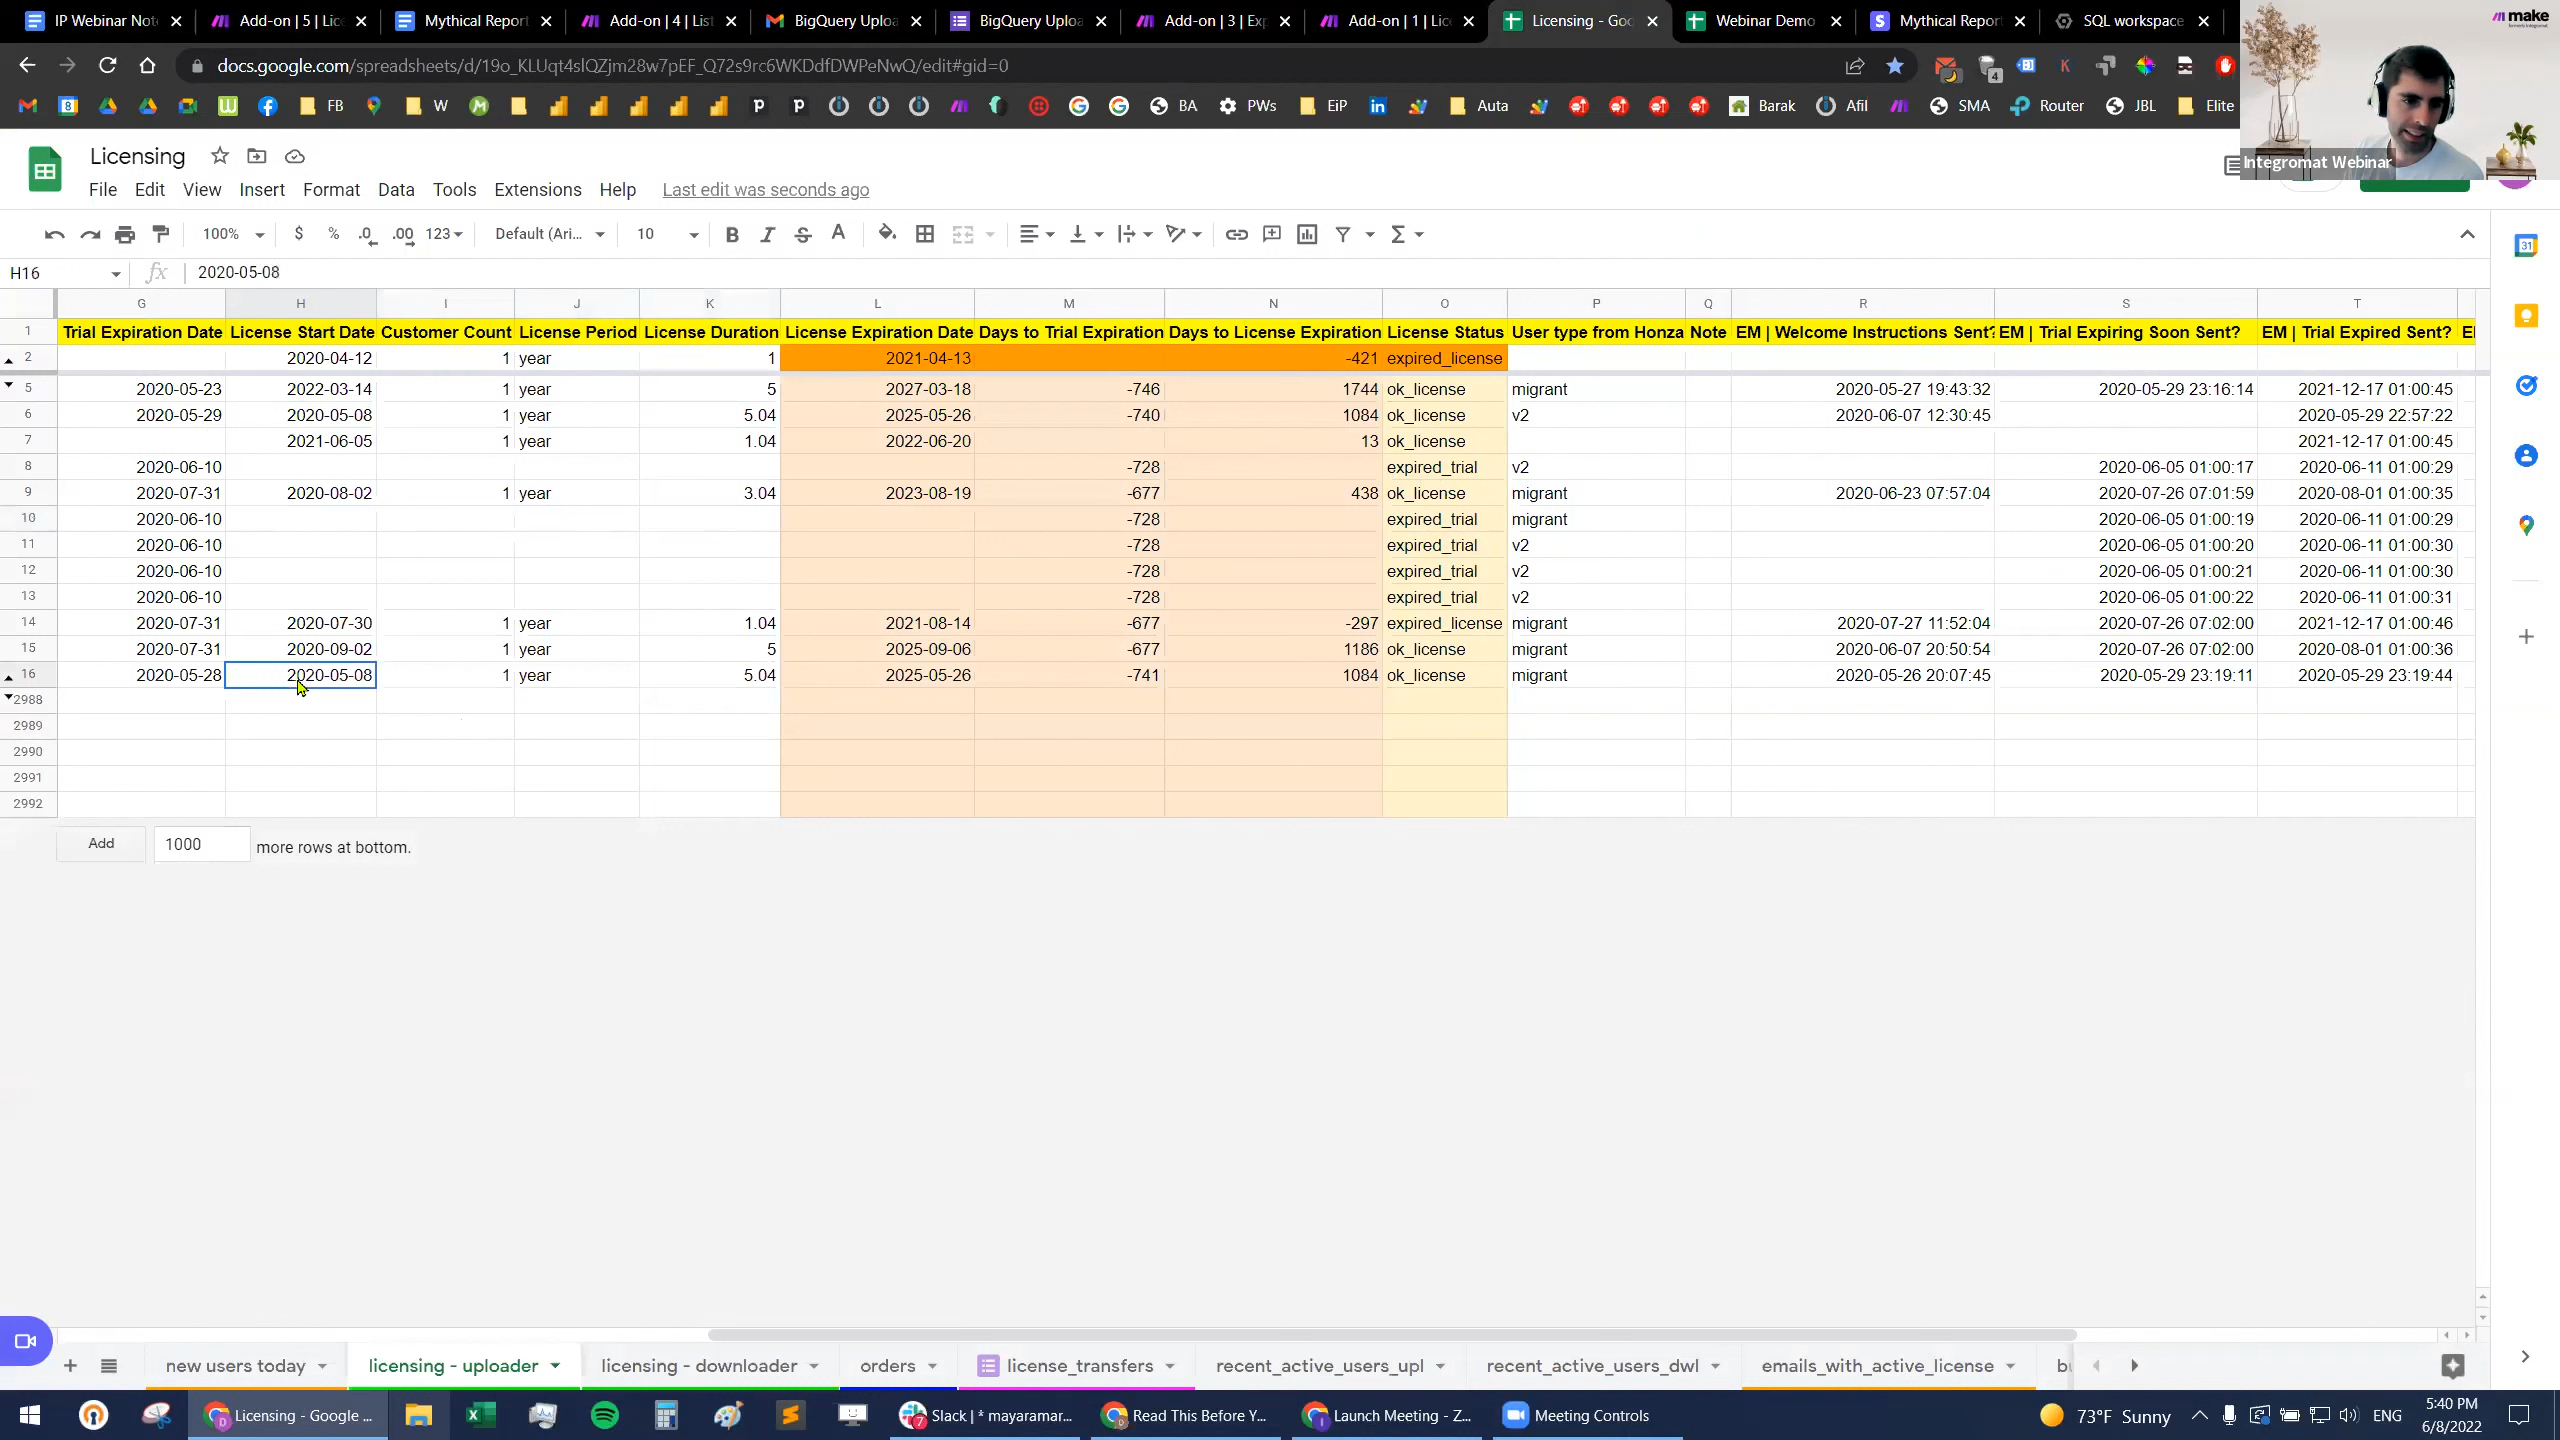 IP Webinar Not
Add-on | 5 | Lice
Mythical Report
Add-on | 4 | List
BigQuery Uploa
BigQuery Uploa
Add-on | 3 | Exp
Add-on | 1 | Lice
Licensing - Goo
Webinar Demo
Mythical Report
SQL workspace
make
docs.google.com/spreadsheets/d/19o_KLUqt4slQZjm28w7pEF_Q72s9rc6WKDdfDWPeNwQ/edit#gid=0
FB W BA PWs EiP Auta Barak Afil SMA Router JBL Elite
Integromat Webinar
Licensing
File Edit View Insert Format Data Tools Extensions Help Last edit was seconds ago
100% $ % .0 .00 123 Default (Ari... 10
H16 fx 2020-05-08
G H I J K L M N O P Q R S T
1 Trial Expiration Date License Start Date Customer Count License Period License Duration License Expiration Date Days to Trial Expiration Days to License Expiration License Status User type from Honza Note EM | Welcome Instructions Sent? EM | Trial Expiring Soon Sent? EM | Trial Expired Sent?
2 2020-04-12 1 year 1 2021-04-13 -421 expired_license
5 2020-05-23 2022-03-14 1 year 5 2027-03-18 -746 1744 ok_license migrant 2020-05-27 19:43:32 2020-05-29 23:16:14 2021-12-17 01:00:45
6 2020-05-29 2020-05-08 1 year 5.04 2025-05-26 -740 1084 ok_license v2 2020-06-07 12:30:45 2020-05-29 22:57:22
7 2021-06-05 1 year 1.04 2022-06-20 13 ok_license 2021-12-17 01:00:45
8 2020-06-10 -728 expired_trial v2 2020-06-05 01:00:17 2020-06-11 01:00:29
9 2020-07-31 2020-08-02 1 year 3.04 2023-08-19 -677 438 ok_license migrant 2020-06-23 07:57:04 2020-07-26 07:01:59 2020-08-01 01:00:35
10 2020-06-10 -728 expired_trial migrant 2020-06-05 01:00:19 2020-06-11 01:00:29
11 2020-06-10 -728 expired_trial v2 2020-06-05 01:00:20 2020-06-11 01:00:30
12 2020-06-10 -728 expired_trial v2 2020-06-05 01:00:21 2020-06-11 01:00:30
13 2020-06-10 -728 expired_trial v2 2020-06-05 01:00:22 2020-06-11 01:00:31
14 2020-07-31 2020-07-30 1 year 1.04 2021-08-14 -677 -297 expired_license migrant 2020-07-27 11:52:04 2020-07-26 07:02:00 2021-12-17 01:00:46
15 2020-07-31 2020-09-02 1 year 5 2025-09-06 -677 1186 ok_license migrant 2020-06-07 20:50:54 2020-07-26 07:02:00 2020-08-01 01:00:36
16 2020-05-28 2020-05-08 1 year 5.04 2025-05-26 -741 1084 ok_license migrant 2020-05-26 20:07:45 2020-05-29 23:19:11 2020-05-29 23:19:44
2988
2989
2990
2991
2992
Add 1000 more rows at bottom.
new users today licensing - uploader licensing - downloader orders license_transfers recent_active_users_upl recent_active_users_dwl emails_with_active_license
Licensing - Google ... Slack | * mayaramar... Read This Before Y... Launch Meeting - Z... Meeting Controls 73°F Sunny ENG
5:40 PM
6/8/2022